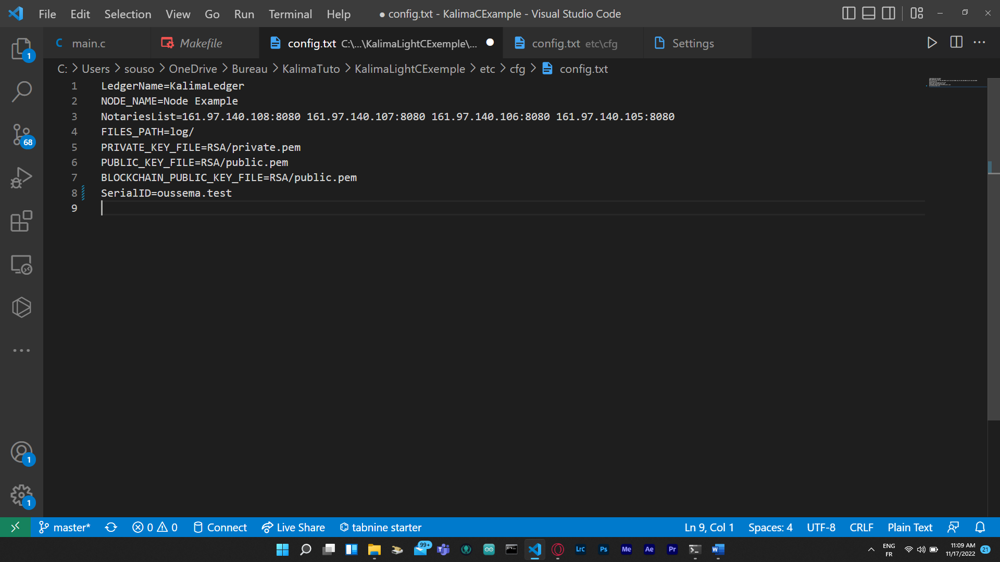 File Edit Selection View Go Run Terminal Help ● config.txt - KalimaCExample - Visual Studio Code
C main.c Makefile config.txt C:\...\KalimaLightCExemple\... config.txt etc\cfg Settings
C: > Users > souso > OneDrive > Bureau > KalimaTuto > KalimaLightCExemple > etc > cfg > config.txt
1 LedgerName=KalimaLedger
2 NODE_NAME=Node Example
3 NotariesList=161.97.140.108:8080 161.97.140.107:8080 161.97.140.106:8080 161.97.140.105:8080
4 FILES_PATH=log/
5 PRIVATE_KEY_FILE=RSA/private.pem
6 PUBLIC_KEY_FILE=RSA/public.pem
7 BLOCKCHAIN_PUBLIC_KEY_FILE=RSA/public.pem
8 SerialID=oussema.test
9
1
68
1
1
master* 0 0 Connect Live Share tabnine starter Ln 9, Col 1 Spaces: 4 UTF-8 CRLF Plain Text
99+ T Lrc Ps Me Ae Pr W ENG 11:09 AM
FR 11/17/2022 21